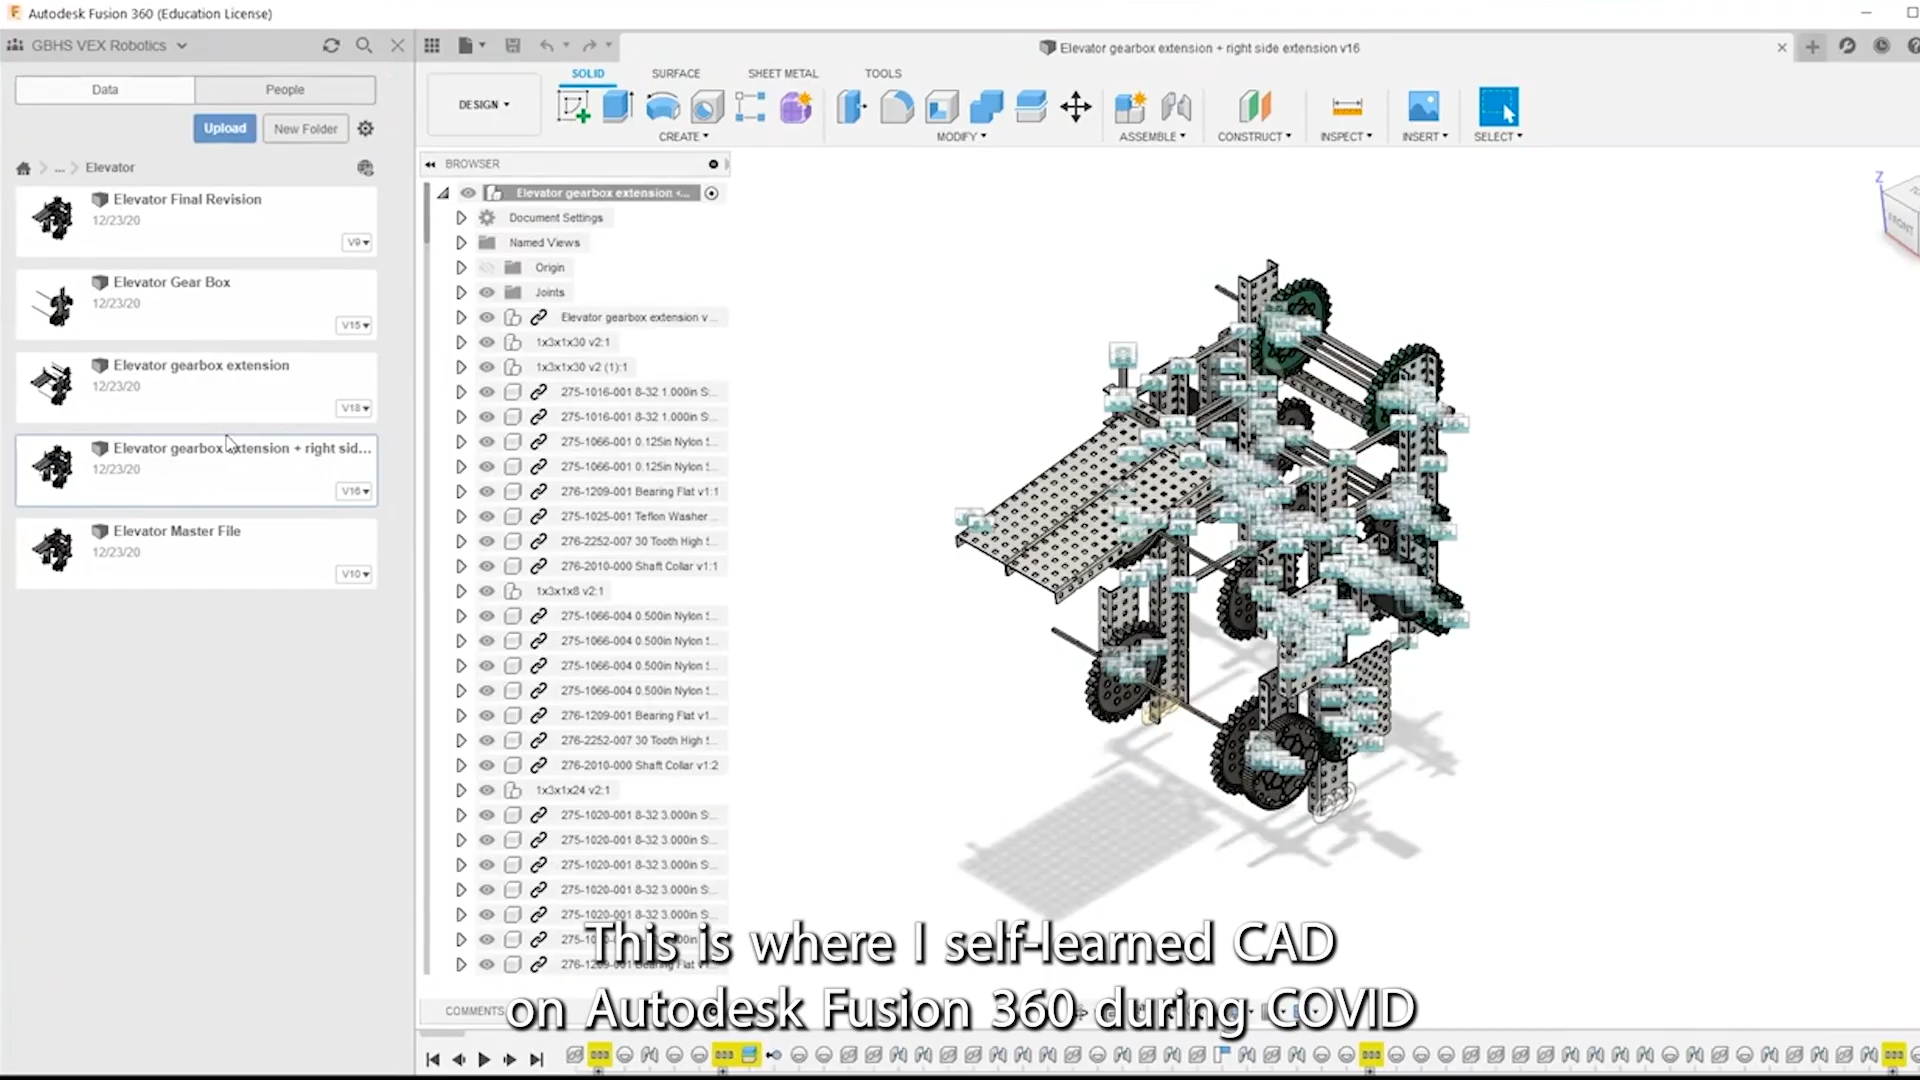 Autodesk Fusion 360 (Education License)
GBHS VEX Robotics
Elevator gearbox extension + right side extension v16
Data
People
Upload
New Folder
... Elevator
Elevator Final Revision
12/23/20
V9
Elevator Gear Box
12/23/20
V15
Elevator gearbox extension
12/23/20
V18
Elevator gearbox extension + right sid...
12/23/20
V16
Elevator Master File
12/23/20
V10
SOLID
SURFACE
SHEET METAL
TOOLS
DESIGN
CREATE
MODIFY
ASSEMBLE
CONSTRUCT
INSPECT
INSERT
SELECT
BROWSER
Elevator gearbox extension +...
Document Settings
Named Views
Origin
Joints
Elevator gearbox extension v...
1x3x1x30 v2:1
1x3x1x30 v2 (1):1
275-1016-001 8-32 1.000in S...
275-1016-001 8-32 1.000in S...
275-1066-001 0.125in Nylon S...
275-1066-001 0.125in Nylon S...
276-1209-001 Bearing Flat v1:1
275-1025-001 Teflon Washer...
276-2252-007 30 Tooth High S...
276-2010-000 Shaft Collar v1:1
1x3x1x8 v2:1
275-1066-004 0.500in Nylon S...
275-1066-004 0.500in Nylon S...
275-1066-004 0.500in Nylon S...
275-1066-004 0.500in Nylon S...
276-1209-001 Bearing Flat v1...
276-2252-007 30 Tooth High S...
276-2010-000 Shaft Collar v1:2
1x3x1x24 v2:1
275-1020-001 8-32 3.000in S...
275-1020-001 8-32 3.000in S...
275-1020-001 8-32 3.000in S...
275-1020-001 8-32 3.000in S...
275-1020-001 8-32 3.000in S...
276-1209-001 Bearing Flat v1...
Z
FRONT
COMMENTS
This is where I self-learned CAD
on Autodesk Fusion 360 during COVID